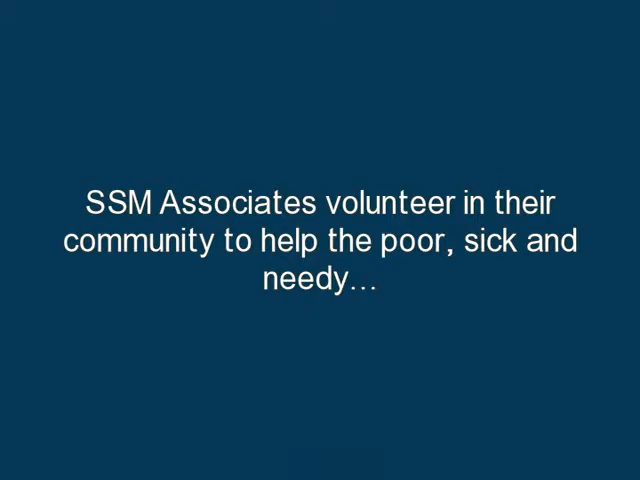 SSM Associates volunteer in their
community to help the poor, sick and
needy...